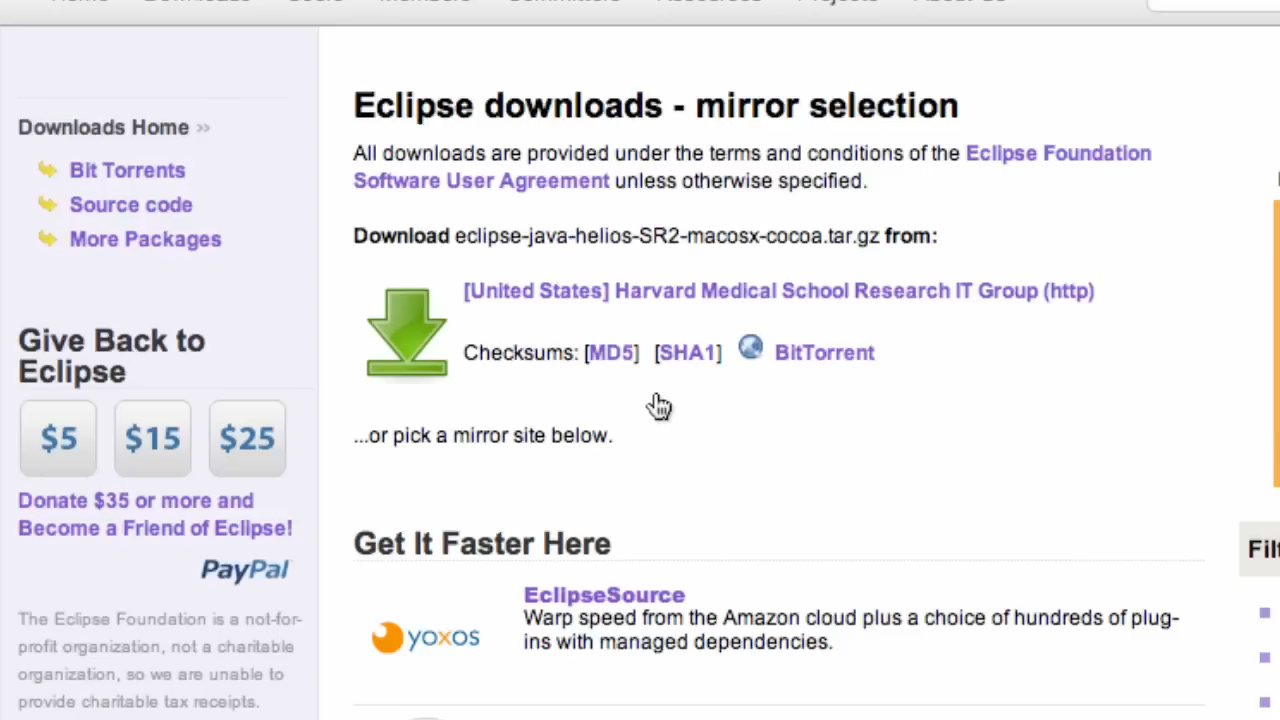 Downloads Home »
Bit Torrents
Source code
More Packages
Give Back to
Eclipse
$5 $15 $25
Donate $35 or more and
Become a Friend of Eclipse!
PayPal
The Eclipse Foundation is a not-for-
profit organization, not a charitable
organization, so we are unable to
provide charitable tax receipts.
Eclipse downloads - mirror selection
All downloads are provided under the terms and conditions of the Eclipse Foundation
Software User Agreement unless otherwise specified.
Download eclipse-java-helios-SR2-macosx-cocoa.tar.gz from:
[United States] Harvard Medical School Research IT Group (http)
Checksums: [MD5] [SHA1] BitTorrent
...or pick a mirror site below.
Get It Faster Here
EclipseSource
yoxos
Warp speed from the Amazon cloud plus a choice of hundreds of plug-
ins with managed dependencies.